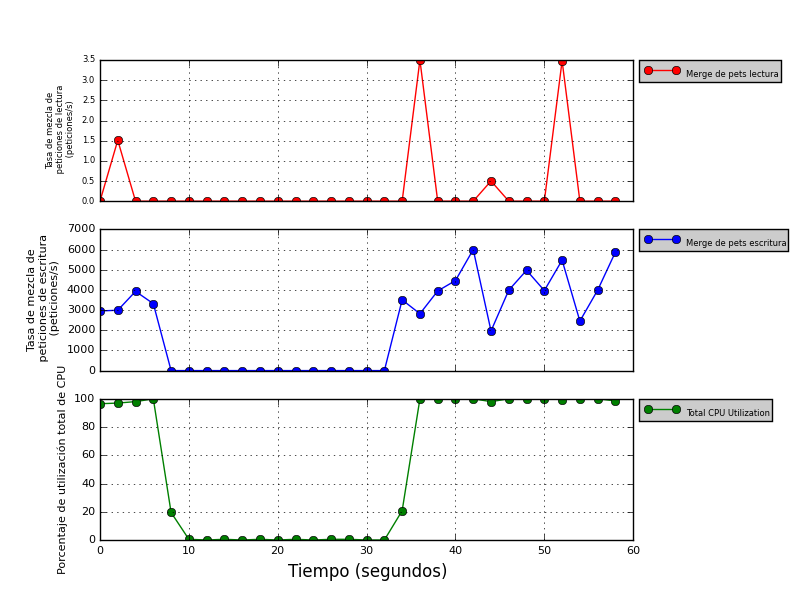 3.5
3.0
2.5
2.0
1.5
1.0
0.5
0.0
Tasa de mezcla de
peticiones de lectura
(peticiones/s)
Merge de pets lectura
7000
6000
5000
4000
3000
2000
1000
0
Tasa de mezcla de
peticiones de escritura
(peticiones/s)
Merge de pets escritura
100
80
60
40
20
0
Porcentaje de utilización total de CPU
Total CPU Utilization
0 10 20 30 40 50 60
Tiempo (segundos)